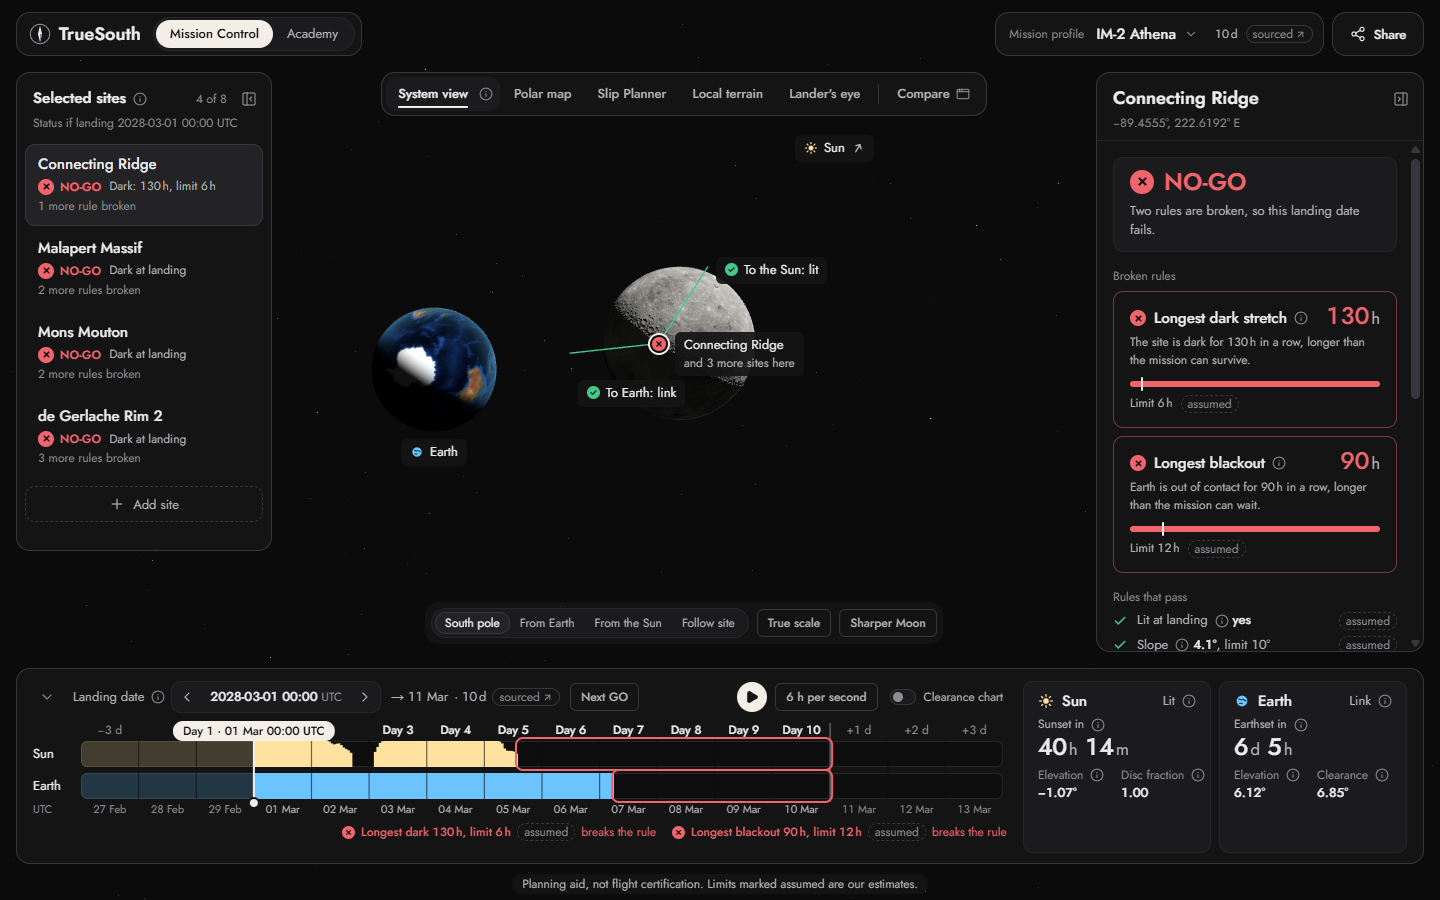 TrueSouth
Mission Control
Academy
Mission profile
IM-2 Athena
10 d
sourced ↗
Share
Selected sites
4 of 8
Status if landing 2028-03-01 00:00 UTC
Connecting Ridge
NO-GO Dark: 130 h, limit 6 h
1 more rule broken
Malapert Massif
NO-GO Dark at landing
2 more rules broken
Mons Mouton
NO-GO Dark at landing
2 more rules broken
de Gerlache Rim 2
NO-GO Dark at landing
3 more rules broken
+ Add site
System view
Polar map
Slip Planner
Local terrain
Lander's eye
Compare
Sun ↗
To the Sun: lit
Connecting Ridge
and 3 more sites here
To Earth: link
Earth
South pole
From Earth
From the Sun
Follow site
True scale
Sharper Moon
Connecting Ridge
−89.4555°, 222.6192° E
NO-GO
Two rules are broken, so this landing date
fails.
Broken rules
Longest dark stretch 130 h
The site is dark for 130 h in a row, longer than
the mission can survive.
Limit 6 h assumed
Longest blackout 90 h
Earth is out of contact for 90 h in a row, longer
than the mission can wait.
Limit 12 h assumed
Rules that pass
Lit at landing yes assumed
Slope 4.1°, limit 10° assumed
Landing date
2028-03-01 00:00 UTC
→ 11 Mar · 10 d
sourced ↗
Next GO
6 h per second
Clearance chart
−3 d
Day 1 · 01 Mar 00:00 UTC
Day 3
Day 4
Day 5
Day 6
Day 7
Day 8
Day 9
Day 10
+1 d
+2 d
+3 d
Sun
Earth
UTC
27 Feb
28 Feb
29 Feb
01 Mar
02 Mar
03 Mar
04 Mar
05 Mar
06 Mar
07 Mar
08 Mar
09 Mar
10 Mar
11 Mar
12 Mar
13 Mar
Longest dark 130 h, limit 6 h assumed breaks the rule
Longest blackout 90 h, limit 12 h assumed breaks the rule
Sun
Lit
Sunset in
40 h 14 m
Elevation
Disc fraction
−1.07°
1.00
Earth
Link
Earthset in
6 d 5 h
Elevation
Clearance
6.12°
6.85°
Planning aid, not flight certification. Limits marked assumed are our estimates.